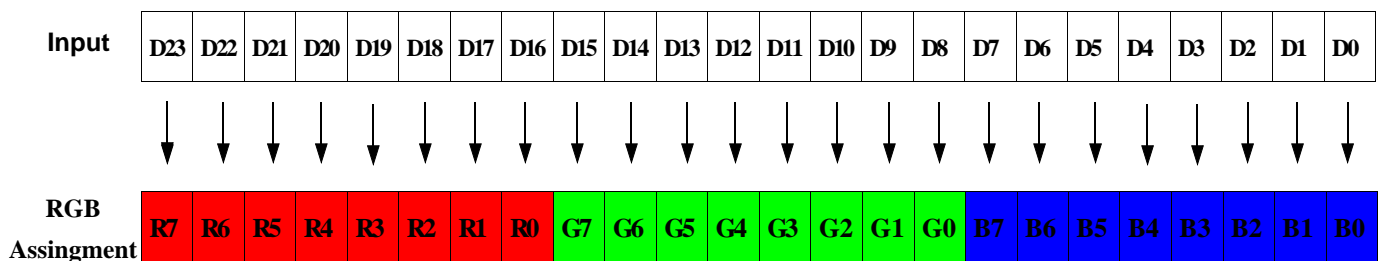 Input D23 D22 D21 D20 D19 D18 D17 D16 D15 D14 D13 D12 D11 D10 D9 D8 D7 D6 D5 D4 D3 D2 D1 D0
RGB
Assingment
R7 R6 R5 R4 R3 R2 R1 R0 G7 G6 G5 G4 G3 G2 G1 G0 B7 B6 B5 B4 B3 B2 B1 B0